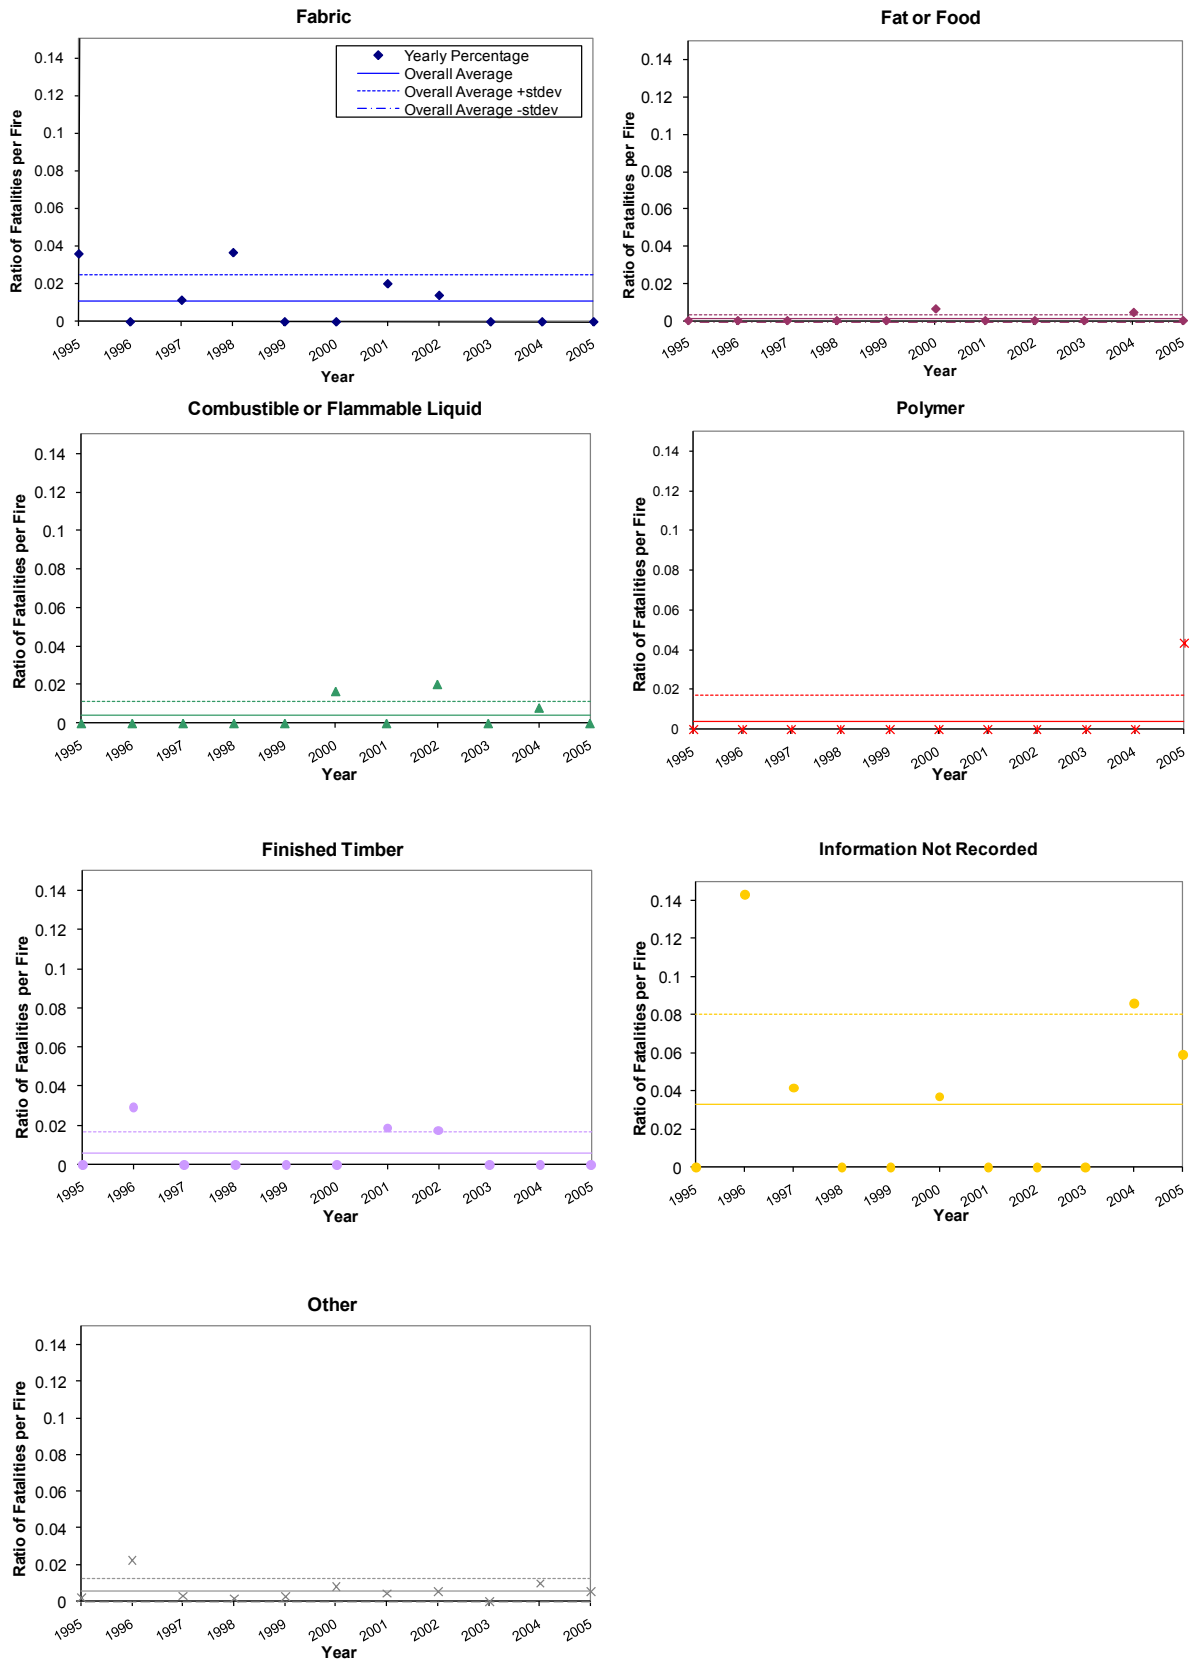 Fabric
0.14
0.12
0.1
0.08
0.06
0.04
0.02
0
Ratio of Fatalities per Fire
Yearly Percentage
Overall Average
Overall Average +stdev
Overall Average -stdev
1995 1996 1997 1998 1999 2000 2001 2002 2003 2004 2005
Year
Fat or Food
0.14
0.12
0.1
0.08
0.06
0.04
0.02
0
Ratio of Fatalities per Fire
1995 1996 1997 1998 1999 2000 2001 2002 2003 2004 2005
Year
Combustible or Flammable Liquid
0.14
0.12
0.1
0.08
0.06
0.04
0.02
0
Ratio of Fatalities per Fire
1995 1996 1997 1998 1999 2000 2001 2002 2003 2004 2005
Year
Polymer
0.14
0.12
0.1
0.08
0.06
0.04
0.02
0
Ratio of Fatalities per Fire
1995 1996 1997 1998 1999 2000 2001 2002 2003 2004 2005
Year
Finished Timber
0.14
0.12
0.1
0.08
0.06
0.04
0.02
0
Ratio of Fatalities per Fire
1995 1996 1997 1998 1999 2000 2001 2002 2003 2004 2005
Year
Information Not Recorded
0.14
0.12
0.1
0.08
0.06
0.04
0.02
0
Ratio of Fatalities per Fire
1995 1996 1997 1998 1999 2000 2001 2002 2003 2004 2005
Year
Other
0.14
0.12
0.1
0.08
0.06
0.04
0.02
0
Ratio of Fatalities per Fire
1995 1996 1997 1998 1999 2000 2001 2002 2003 2004 2005
Year